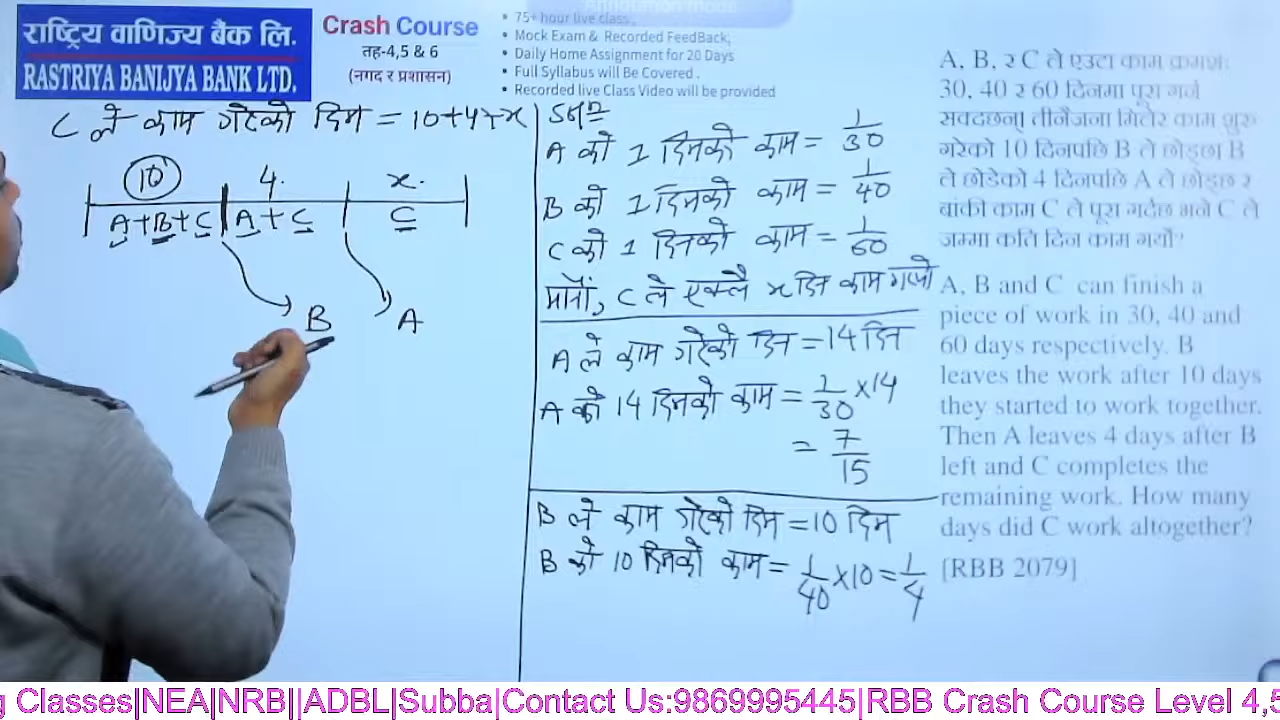 Annotation mode
राष्ट्रिय वाणिज्य बैंक लि.
RASTRIYA BANIJYA BANK LTD.
Crash Course
तह-4,5 & 6
(नगद र प्रशासन)
• 75+ hour live class,
• Mock Exam & Recorded FeedBack,
• Daily Home Assignment for 20 Days
• Full Syllabus will Be Covered .
• Recorded live Class Video will be provided
C ले काम गरेको दिन = 10+4+x
10 4. x.
A+B+C A+C C
B A
A को 1 दिनको काम = 1/30
B को 1 दिनको काम = 1/40
C को 1 दिनको काम = 1/60
मानौं, C ले एक्लै x दिन काम गर्‍यो
A ले काम गरेको दिन = 14 दिन
A को 14 दिनको काम = 1/30 × 14
= 7/15
B ले काम गरेको दिन = 10 दिन
B को 10 दिनको काम = 1/40 × 10 = 1/4
A, B, र C ले एउटा काम क्रमशः
30, 40 र 60 दिनमा पूरा गर्न
सक्दछन्। तीनैजना मिलेर काम शुरु
गरेको 10 दिनपछि B ले छोड्छ। B
ले छोडेको 4 दिनपछि A ले छोड्छ र
बांकी काम C ले पूरा गर्दछ भने C ले
जम्मा कति दिन काम गर्यो?
A, B and C can finish a
piece of work in 30, 40 and
60 days respectively. B
leaves the work after 10 days
they started to work together.
Then A leaves 4 days after B
left and C completes the
remaining work. How many
days did C work altogether?
[RBB 2079]
g Classes|NEA|NRB||ADBL|Subba|Contact Us:9869995445|RBB Crash Course Level 4,5